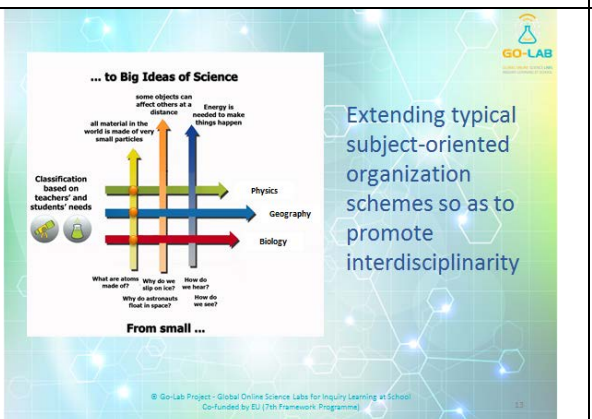 GO-LAB
... to Big Ideas of Science
some objects can
affect others at a
distance
Energy is
needed to make
things happen
all material in the
world is made of very
small particles
Classification
based on
teachers' and
students' needs
Physics
Geography
Biology
What are atoms
made of?
Why do we
slip on ice?
How do
we hear?
Why do astronauts
float in space?
How do
we see?
From small ...
Extending typical
subject-oriented
organization
schemes so as to
promote
interdisciplinarity
© Go-Lab Project - Global Online Science Labs for Inquiry Learning at School
Co-funded by EU (7th Framework Programme)
13